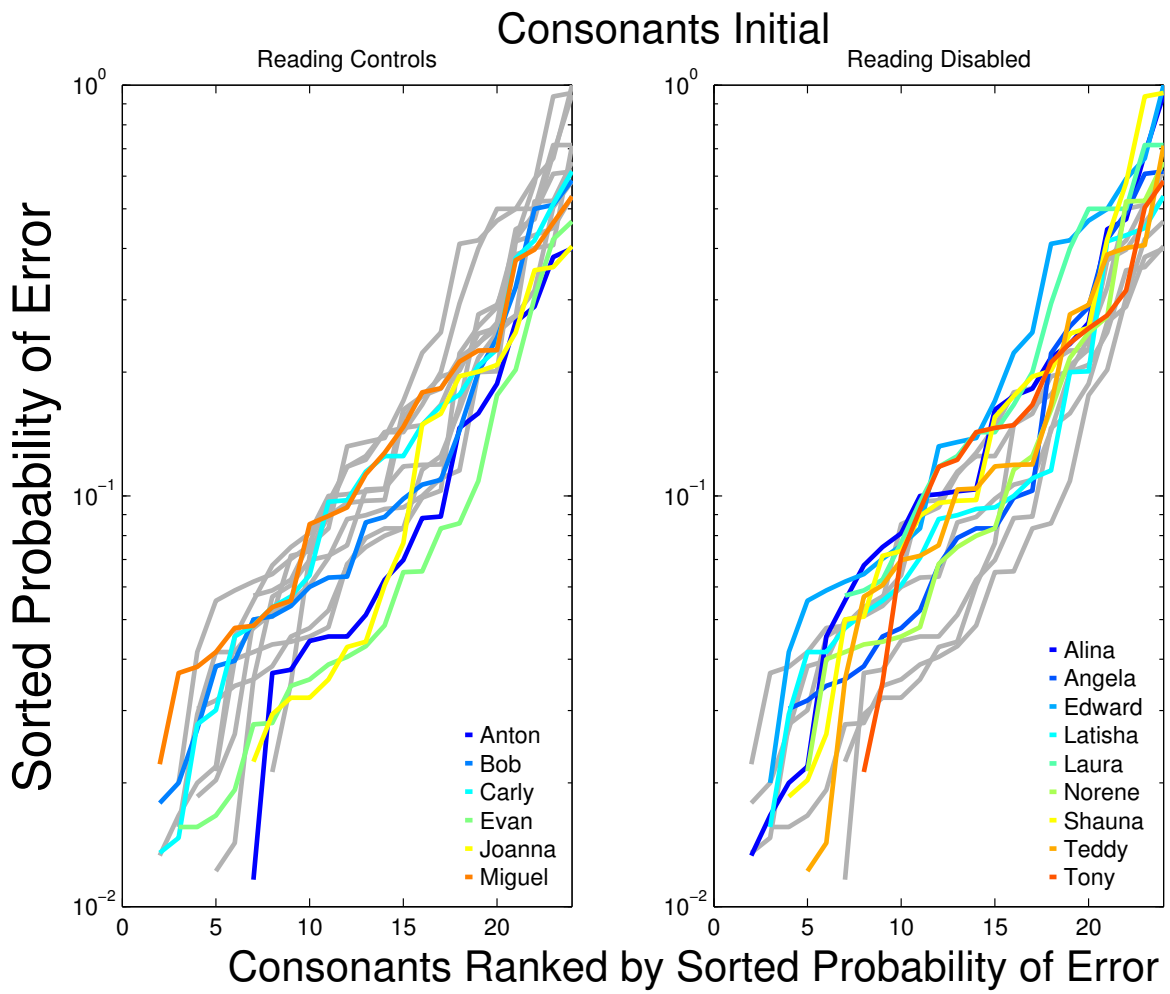 Consonants Initial
Reading Controls
Reading Disabled
Sorted Probability of Error
10^0
10^-1
10^-2
0 5 10 15 20
Anton
Bob
Carly
Evan
Joanna
Miguel
10^0
10^-1
10^-2
0 5 10 15 20
Alina
Angela
Edward
Latisha
Laura
Norene
Shauna
Teddy
Tony
Consonants Ranked by Sorted Probability of Error